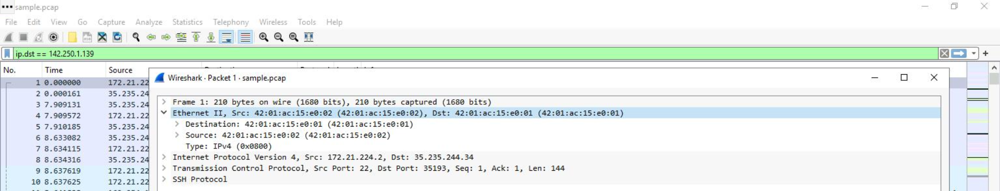 sample.pcap
File Edit View Go Capture Analyze Statistics Telephony Wireless Tools Help
ip.dst == 142.250.1.139
No. Time Source
1 0.000000 172.21.22
2 0.000161 35.235.24
3 7.909131 35.235.24
4 7.909572 172.21.22
5 7.910185 35.235.24
6 8.633082 35.235.24
7 8.634115 172.21.22
8 8.634316 35.235.24
9 8.637619 172.21.22
10 8.637625 172.21.22
Wireshark · Packet 1 · sample.pcap
Frame 1: 210 bytes on wire (1680 bits), 210 bytes captured (1680 bits)
Ethernet II, Src: 42:01:ac:15:e0:02 (42:01:ac:15:e0:02), Dst: 42:01:ac:15:e0:01 (42:01:ac:15:e0:01)
Destination: 42:01:ac:15:e0:01 (42:01:ac:15:e0:01)
Source: 42:01:ac:15:e0:02 (42:01:ac:15:e0:02)
Type: IPv4 (0x0800)
Internet Protocol Version 4, Src: 172.21.224.2, Dst: 35.235.244.34
Transmission Control Protocol, Src Port: 22, Dst Port: 35193, Seq: 1, Ack: 1, Len: 144
SSH Protocol